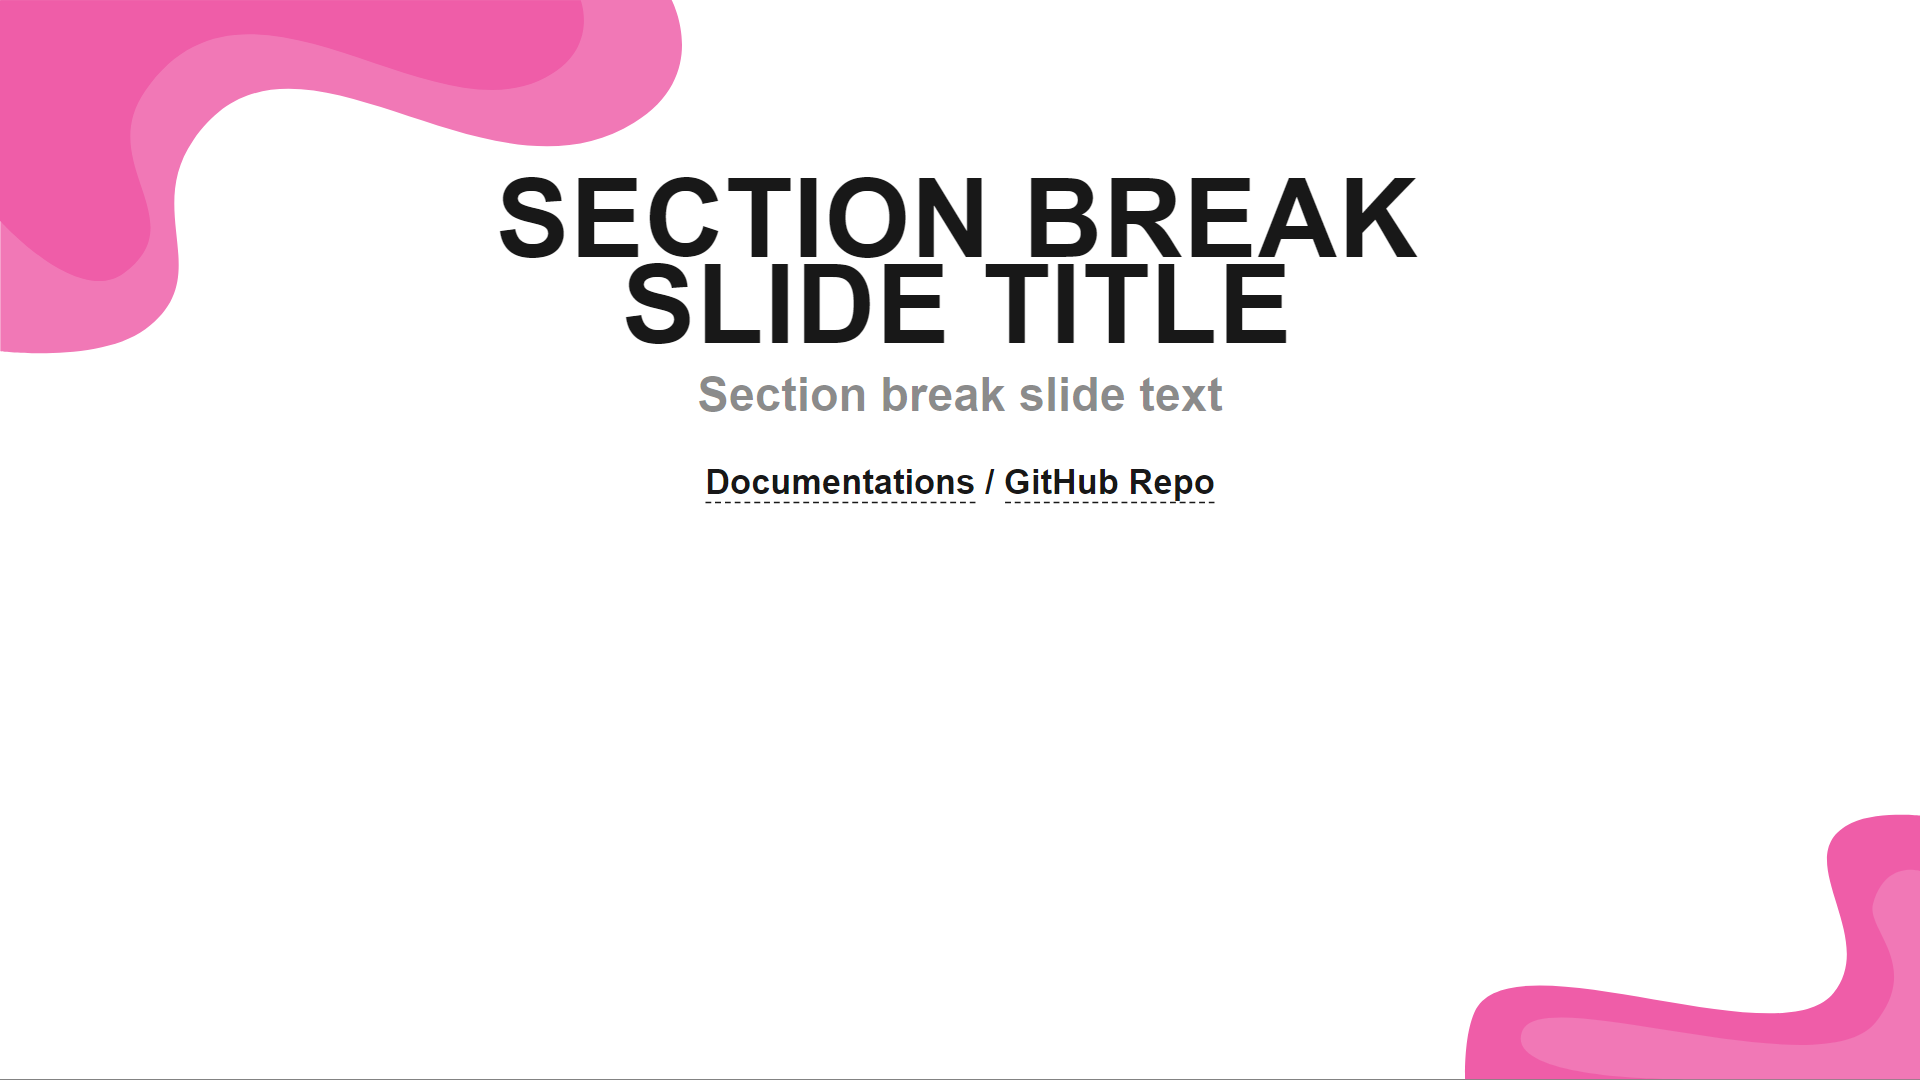 SECTION BREAK
SLIDE TITLE
Section break slide text
Documentations / GitHub Repo